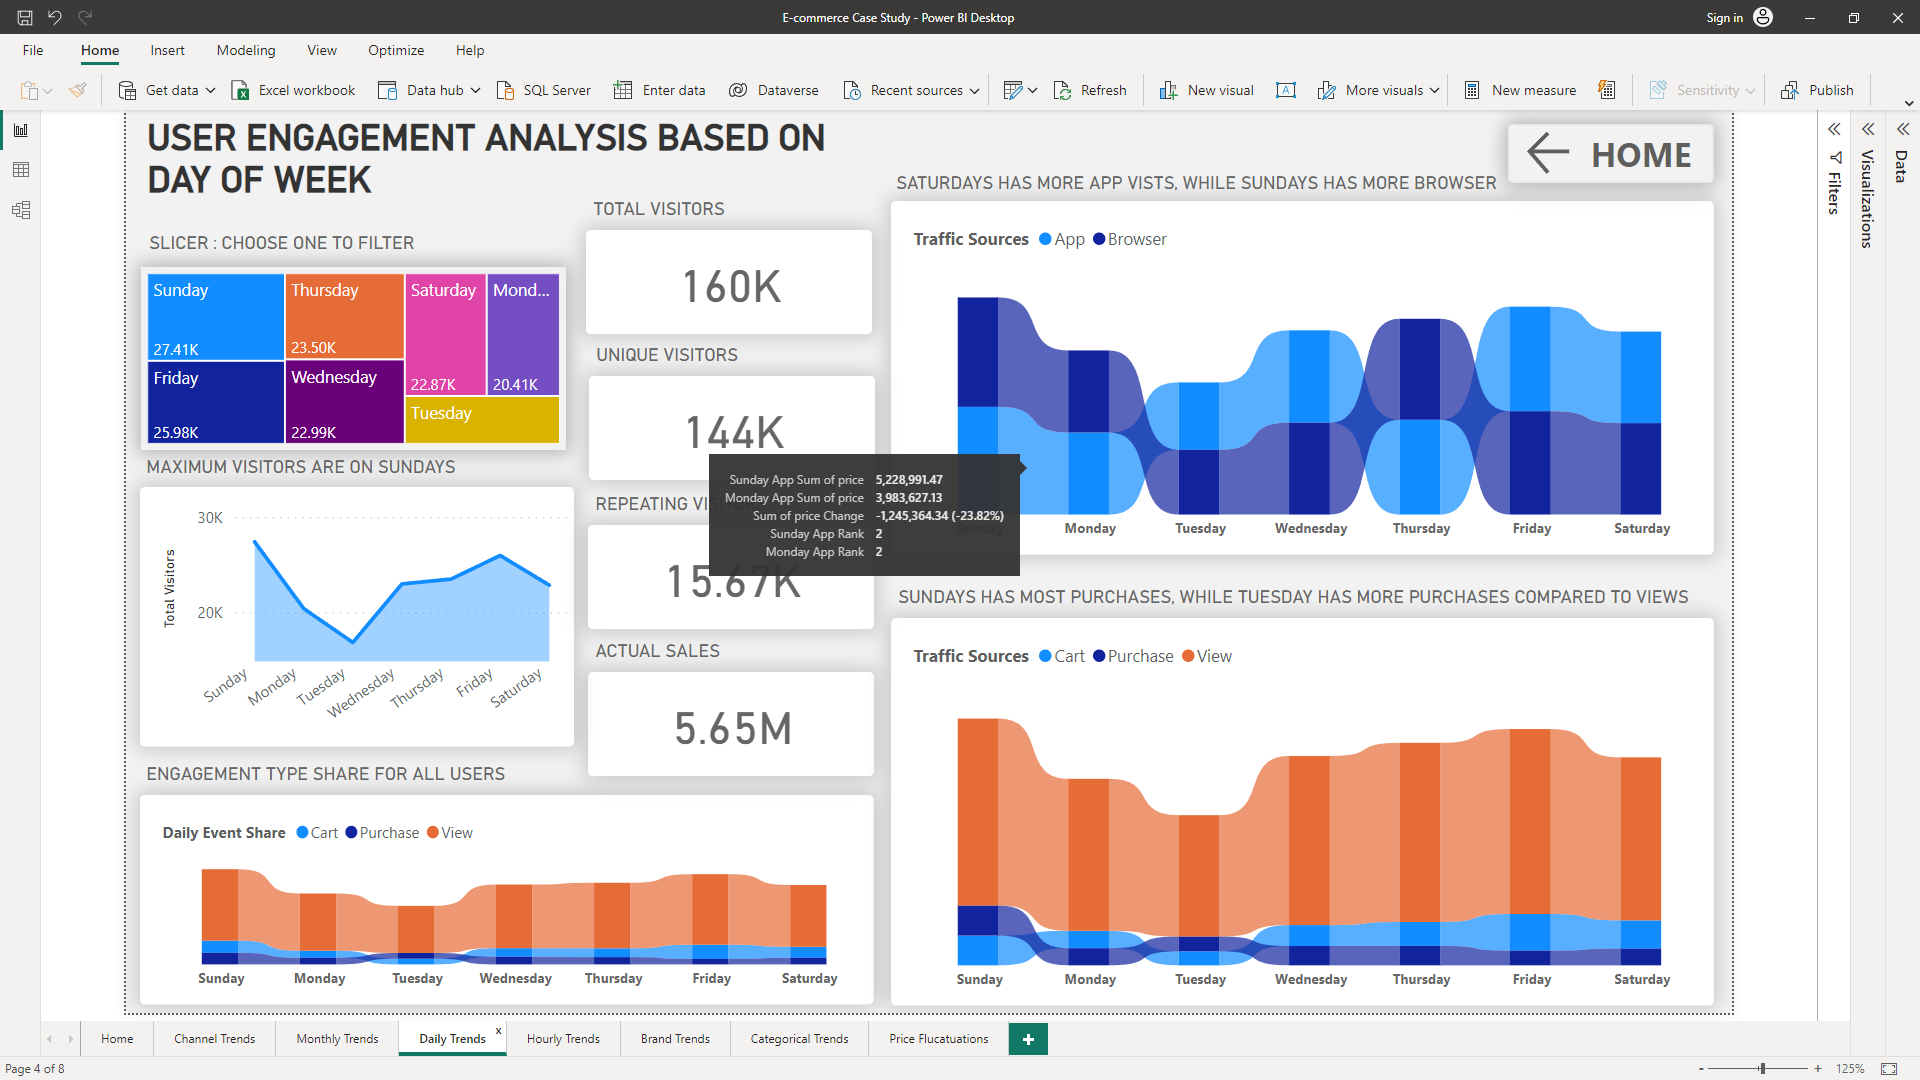 E-commerce Case Study - Power BI Desktop
Sign in
File
Home
Insert
Modeling
View
Optimize
Help
Get data
Excel workbook
Data hub
SQL Server
Enter data
Dataverse
Recent sources
Refresh
New visual
More visuals
New measure
Sensitivity
Publish
USER ENGAGEMENT ANALYSIS BASED ON
DAY OF WEEK
HOME
SLICER : CHOOSE ONE TO FILTER
Sunday
27.41K
Thursday
23.50K
Saturday
22.87K
Mond...
20.41K
Friday
25.98K
Wednesday
22.99K
Tuesday
MAXIMUM VISITORS ARE ON SUNDAYS
Total Visitors
30K
20K
Sunday
Monday
Tuesday
Wednesday
Thursday
Friday
Saturday
TOTAL VISITORS
160K
UNIQUE VISITORS
144K
REPEATING VISI
15.67K
ACTUAL SALES
5.65M
Sunday App Sum of price 5,228,991.47
Monday App Sum of price 3,983,627.13
Sum of price Change -1,245,364.34 (-23.82%)
Sunday App Rank 2
Monday App Rank 2
ENGAGEMENT TYPE SHARE FOR ALL USERS
Daily Event Share Cart Purchase View
Sunday Monday Tuesday Wednesday Thursday Friday Saturday
SATURDAYS HAS MORE APP VISTS, WHILE SUNDAYS HAS MORE BROWSER
Traffic Sources App Browser
Sunday Monday Tuesday Wednesday Thursday Friday Saturday
SUNDAYS HAS MOST PURCHASES, WHILE TUESDAY HAS MORE PURCHASES COMPARED TO VIEWS
Traffic Sources Cart Purchase View
Sunday Monday Tuesday Wednesday Thursday Friday Saturday
Filters
Visualizations
Data
Home
Channel Trends
Monthly Trends
Daily Trends x
Hourly Trends
Brand Trends
Categorical Trends
Price Flucatuations
+
Page 4 of 8
- + 125%